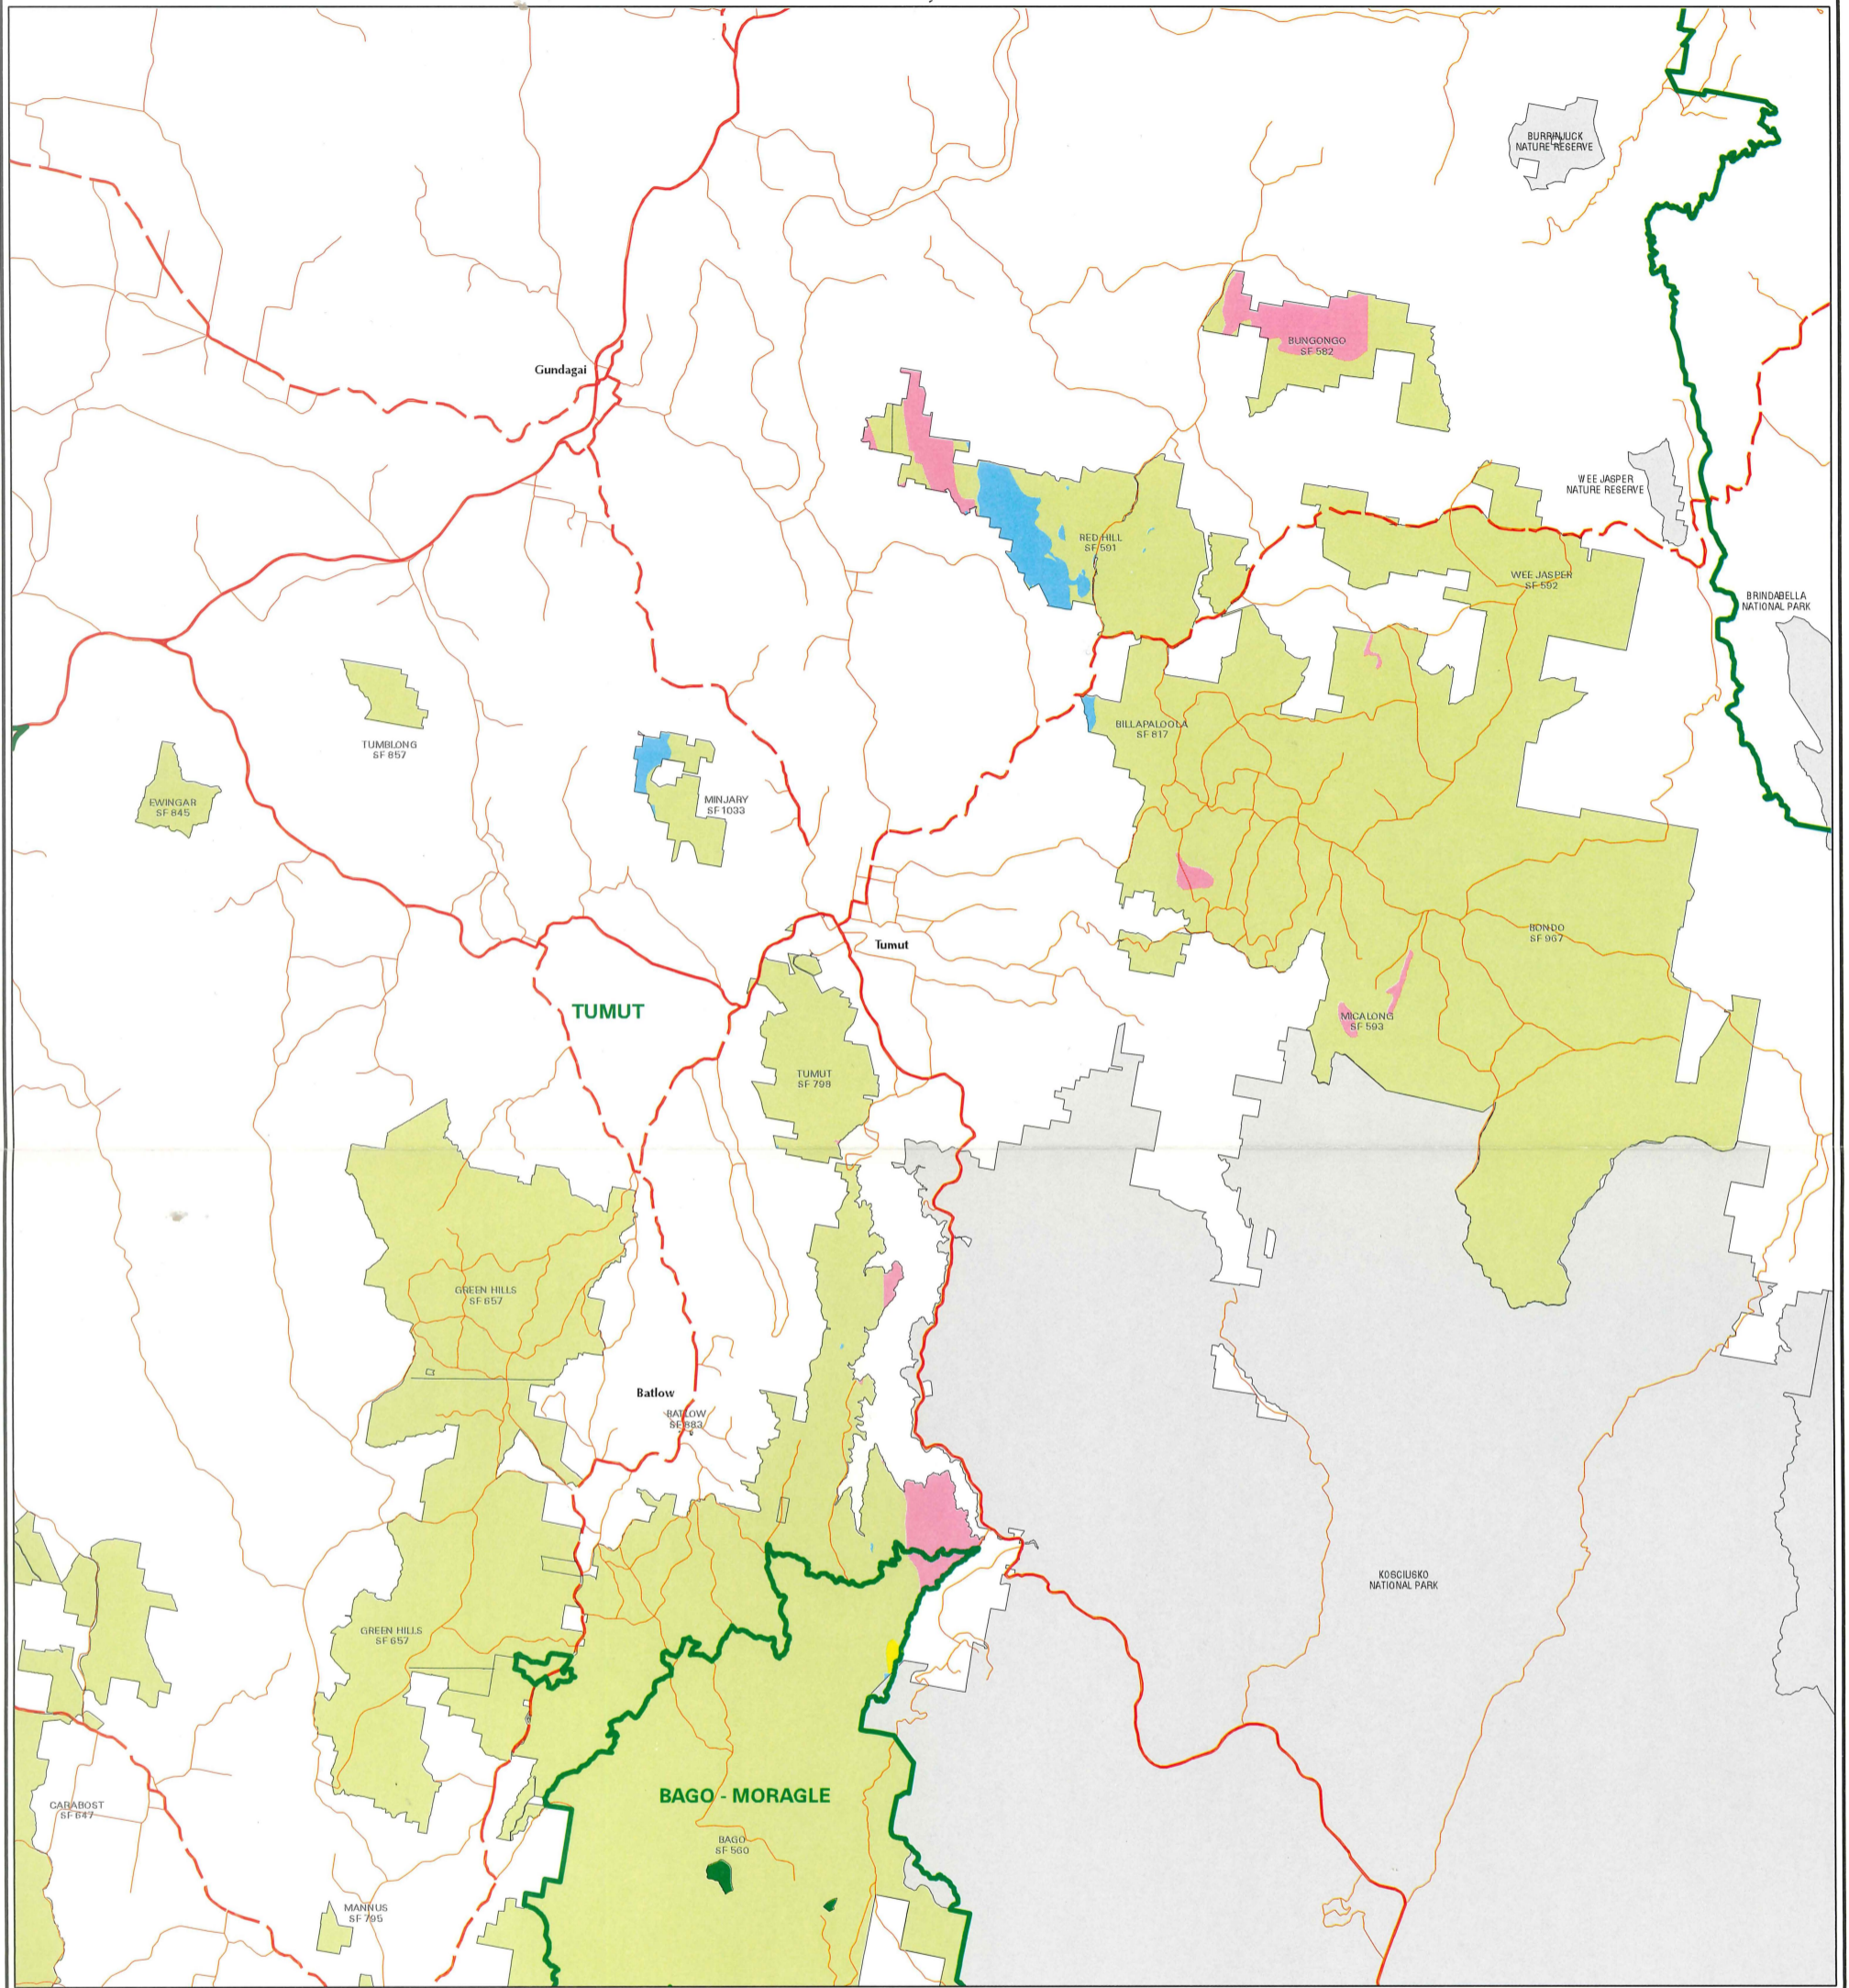 BURRINJUCK
NATURE RESERVE
BUNGONGO
SF 582
Gundagai
WEE JASPER
NATURE RESERVE
RED HILL
SF 591
WEE JASPER
SF 592
BRINDABELLA
NATIONAL PARK
BILLAPALOOLA
SF 817
TUMBLONG
SF 857
EWINGAR
SF 845
MINJARY
SF 1033
BONDO
SF 967
Tumut
TUMUT
MICALONG
SF 593
TUMUT
SF 798
GREEN HILLS
SF 657
Batlow
BATLOW
SF 883
KOSCIUSKO
NATIONAL PARK
GREEN HILLS
SF 657
BAGO - MORAGLE
CARABOST
SF 647
BAGO
SF 560
MANNUS
SF 795